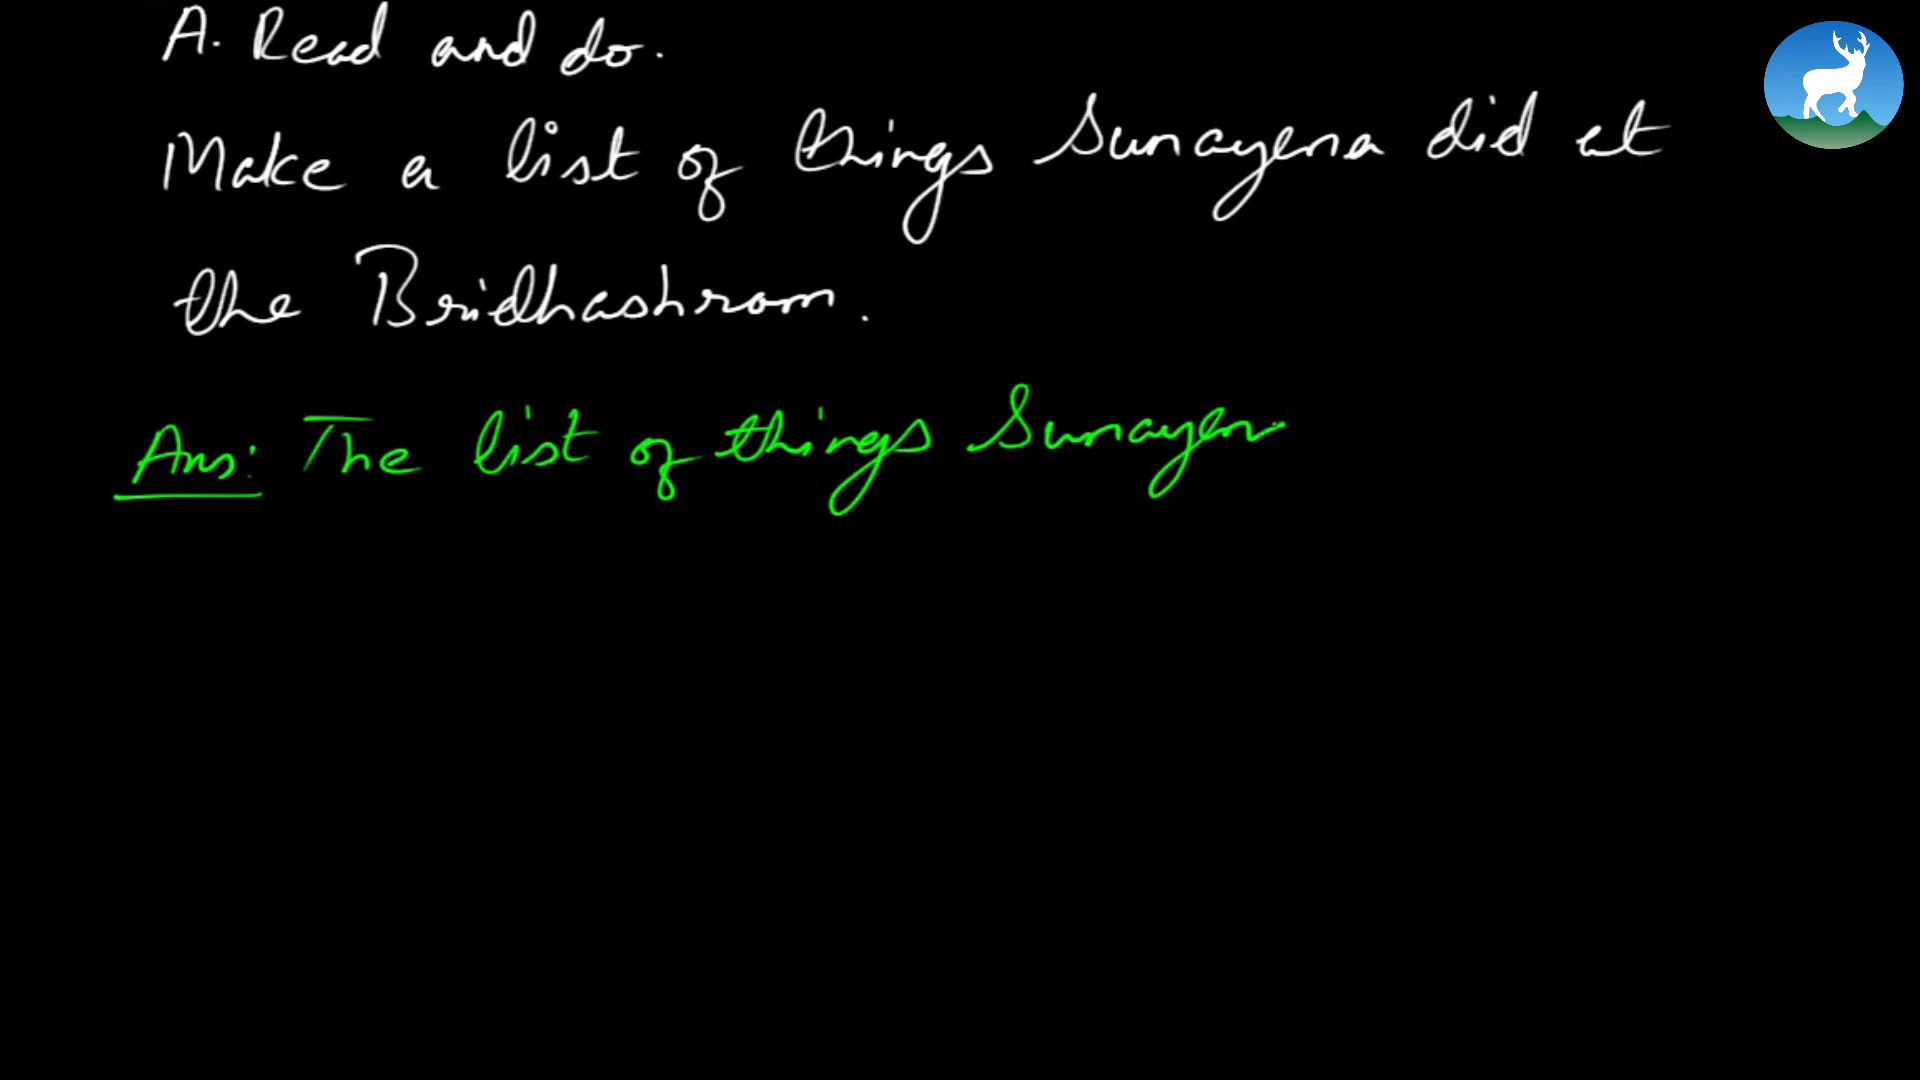 A. Read and do.
Make a list of things Sunayena did at
the Bridhashram.
Ans: The list of things Sunayen